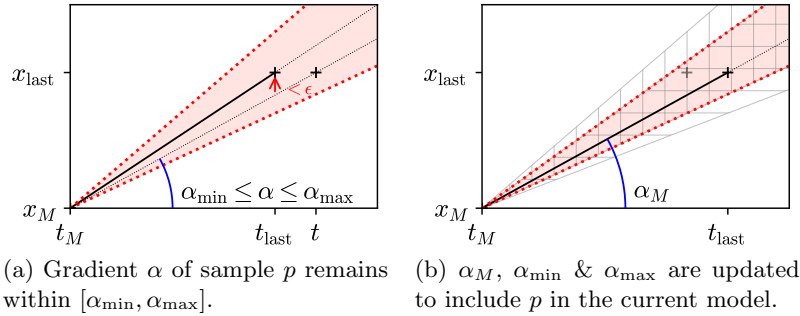 x_last
< ϵ
α_min ≤ α ≤ α_max
x_M
t_M
t_last
t
(a) Gradient α of sample p remains
within [α_min, α_max].
x_last
α_M
x_M
t_M
t_last
(b) α_M, α_min & α_max are updated
to include p in the current model.